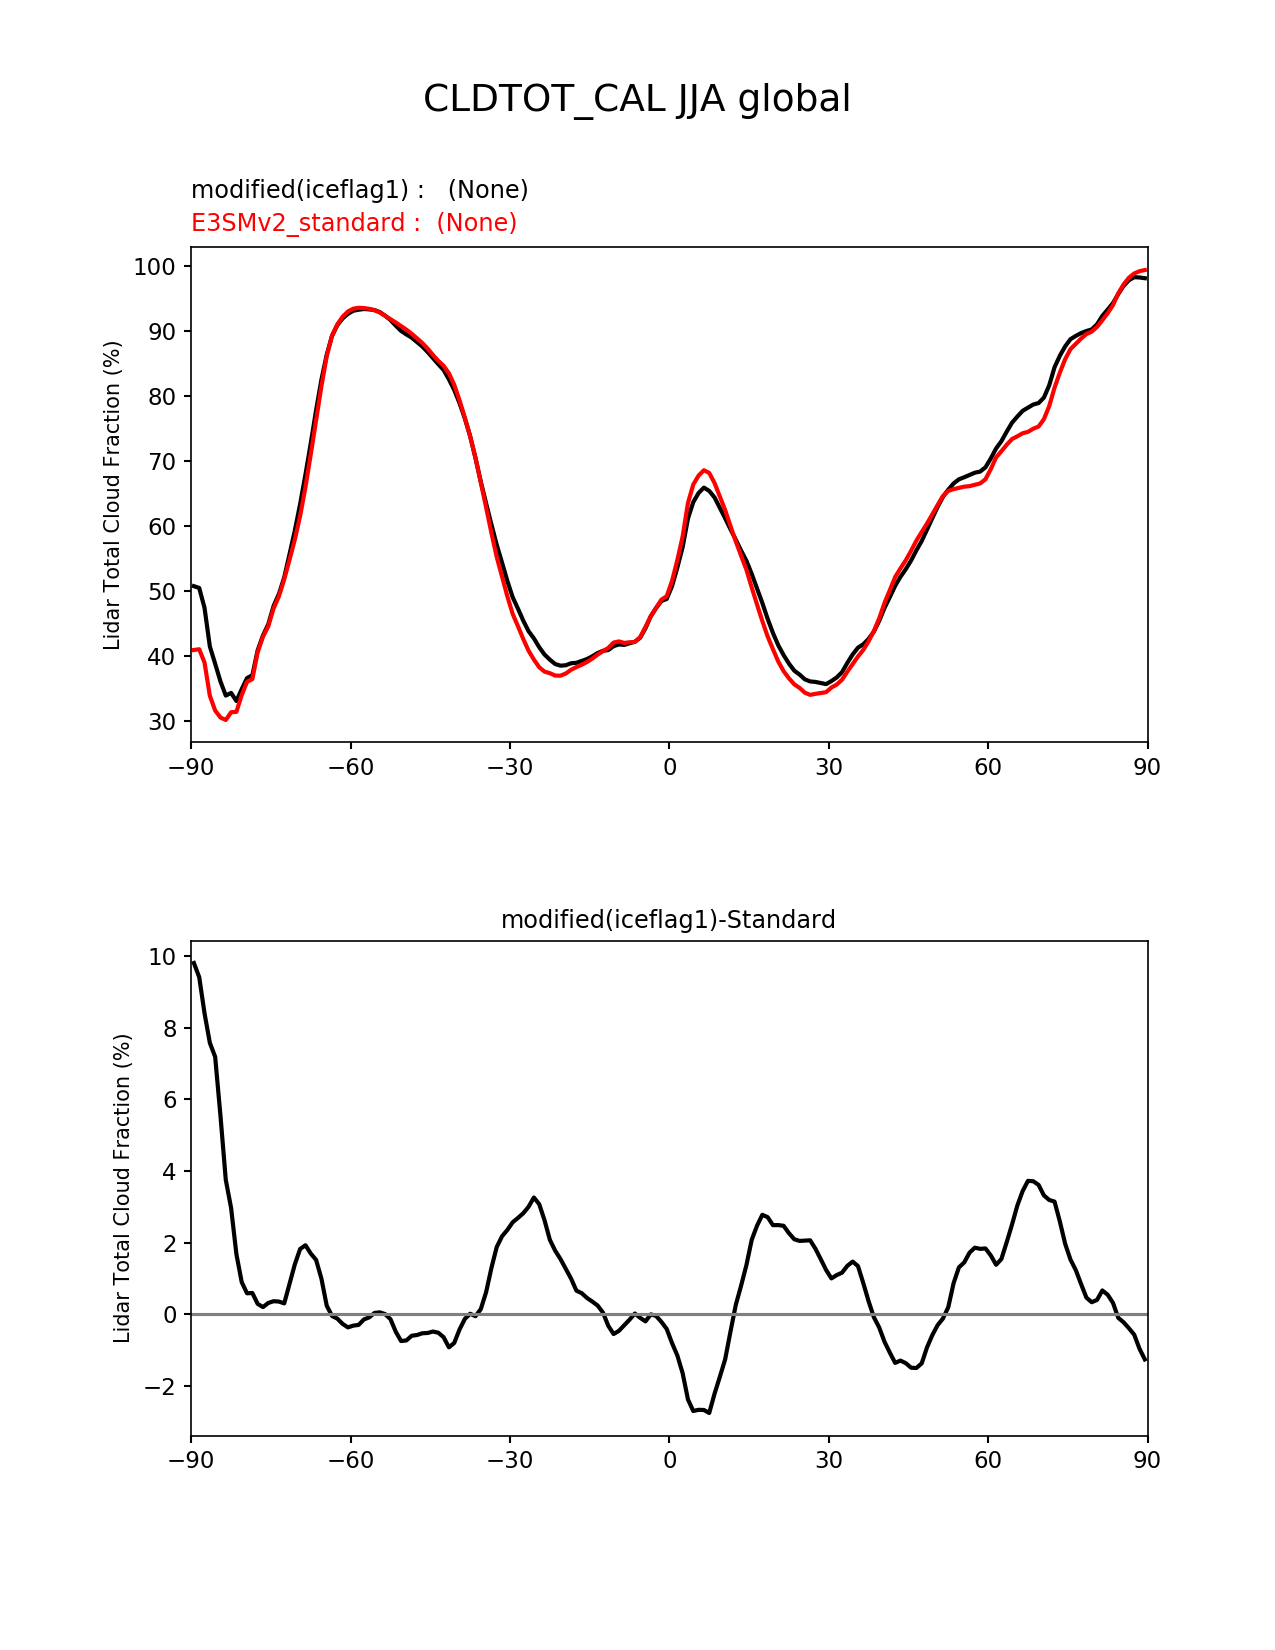 CLDTOT_CAL JJA global
modified(iceflag1) :   (None)
E3SMv2_standard :  (None)
Lidar Total Cloud Fraction (%)
100
90
80
70
60
50
40
30
−90 −60 −30 0 30 60 90
modified(iceflag1)-Standard
Lidar Total Cloud Fraction (%)
10
8
6
4
2
0
−2
−90 −60 −30 0 30 60 90